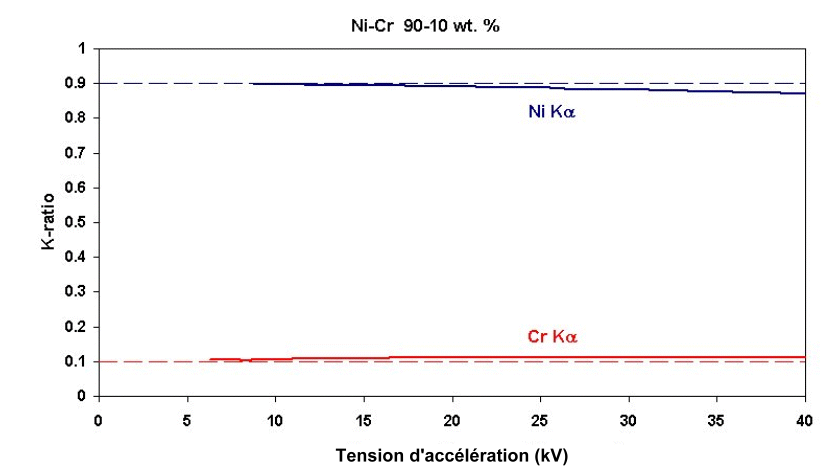 Ni-Cr 90-10 wt. %
1
0.9
0.8
Ni Kα
0.7
0.6
0.5
K-ratio
0.4
0.3
0.2
Cr Kα
0.1
0
0 5 10 15 20 25 30 35 40
Tension d'accélération (kV)